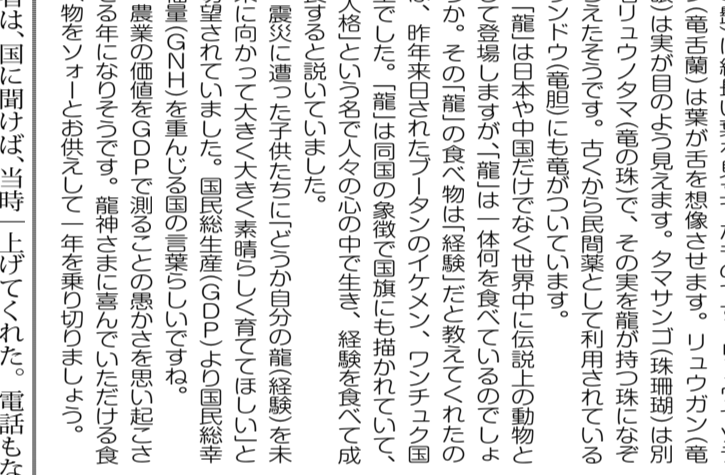 (竜舌蘭)は葉が舌を想像させます。リュウガン(竜
は実が目のよう見えます。タマサンゴ(珠珊瑚)は別
名リュウノタマ(竜の珠)で、その実を龍が持つ珠になぞ
えたそうです。古くから民間薬として利用されている
ンドウ(竜胆)にも竜がついています。
「龍」は日本や中国だけでなく世界中に伝説上の動物と
して登場しますが、「龍」は一体何を食べているのでしょ
うか。その「龍」の食べ物は「経験」だと教えてくれたの
は、昨年来日されたブータンのイケメン、ワンチュク国
王でした。「龍」は同国の象徴で国旗にも描かれていて、
人格」という名で人々の心の中で生き、経験を食べて成
長すると説いていました。
震災に遭った子供たちに「どうか自分の龍(経験)を未
来に向かって大きく大きく素晴らしく育ててほしい」と
希望されていました。国民総生産(GDP)より国民総幸
福量(GNH)を重んじる国の言葉らしいですね。
農業の価値をGDPで測ることの愚かさを思い起こさ
る年になりそうです。龍神さまに喜んでいただける食
物をソォーとお供えして一年を乗り切りましょう。
は、国に聞けば、当時
上げてくれた。電話もな